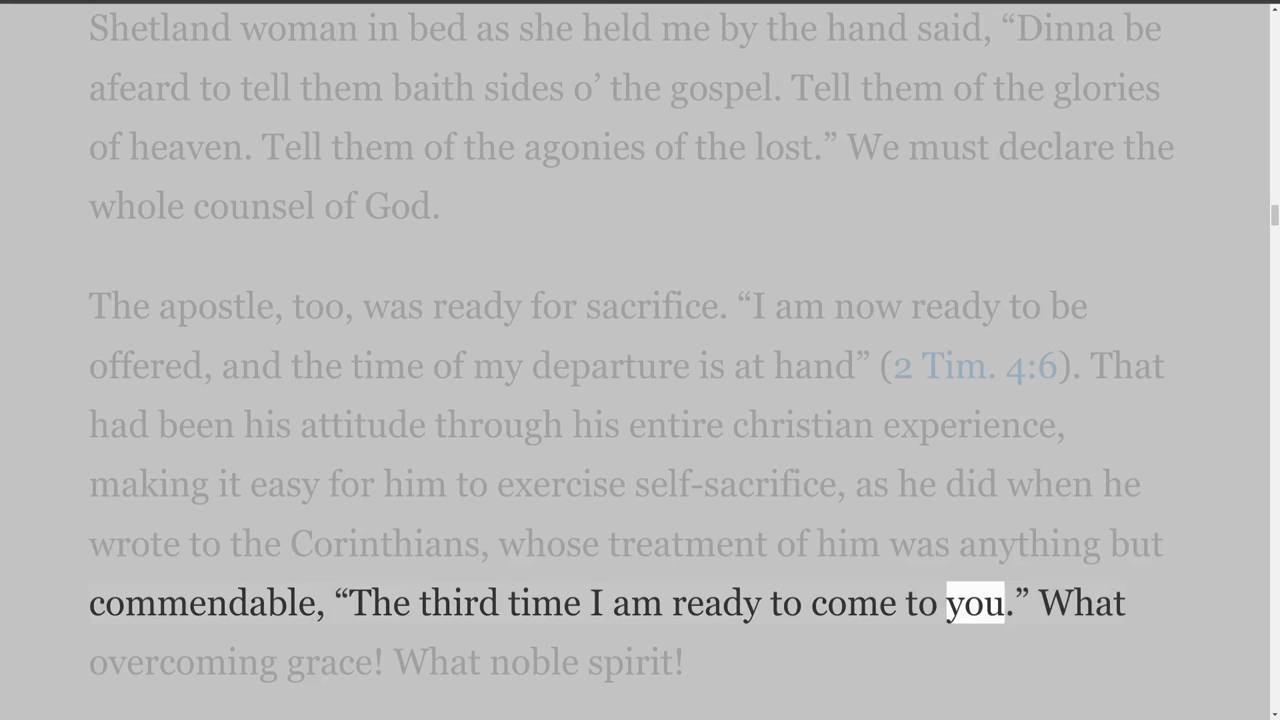 Shetland woman in bed as she held me by the hand said, “Dinna be
afeard to tell them baith sides o’ the gospel. Tell them of the glories
of heaven. Tell them of the agonies of the lost.” We must declare the
whole counsel of God.
The apostle, too, was ready for sacrifice. “I am now ready to be
offered, and the time of my departure is at hand” (2 Tim. 4:6). That
had been his attitude through his entire christian experience,
making it easy for him to exercise self-sacrifice, as he did when he
wrote to the Corinthians, whose treatment of him was anything but
commendable, “The third time I am ready to come to you.” What
overcoming grace! What noble spirit!